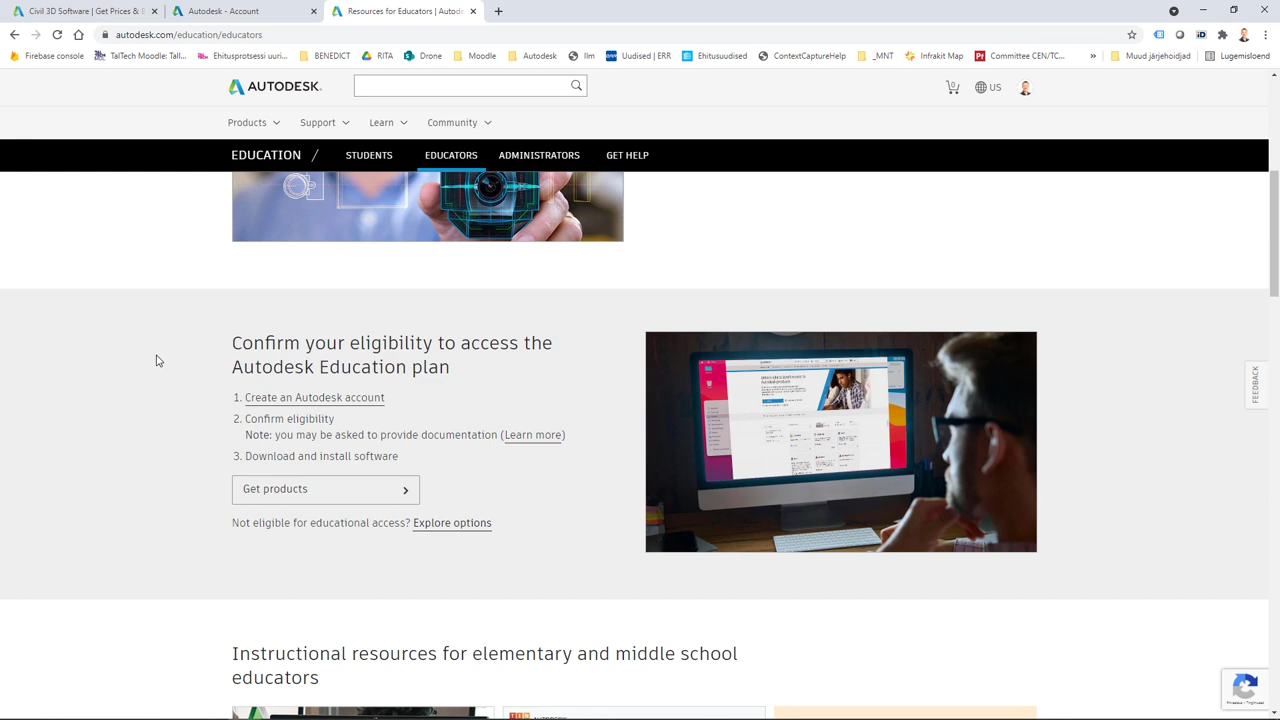 Civil 3D Software | Get Prices & B
Autodesk - Account
Resources for Educators | Autode
autodesk.com/education/educators
Firebase console
TalTech Moodle: Tall...
Ehitusprotsessi uuri...
BENEDICT
RITA
Drone
Moodle
Autodesk
Ilm
Uudised | ERR
Ehitusuudised
ContextCaptureHelp
_MNT
Infrakit Map
Committee CEN/TC...
»
Muud järjehoidjad
Lugemisloend
AUTODESK
0
US
Products
Support
Learn
Community
EDUCATION /
STUDENTS
EDUCATORS
ADMINISTRATORS
GET HELP
Confirm your eligibility to access the
Autodesk Education plan
1. Create an Autodesk account
2. Confirm eligibility
Note: you may be asked to provide documentation (Learn more)
3. Download and install software
Get products
Not eligible for educational access? Explore options
FEEDBACK
Instructional resources for elementary and middle school
educators